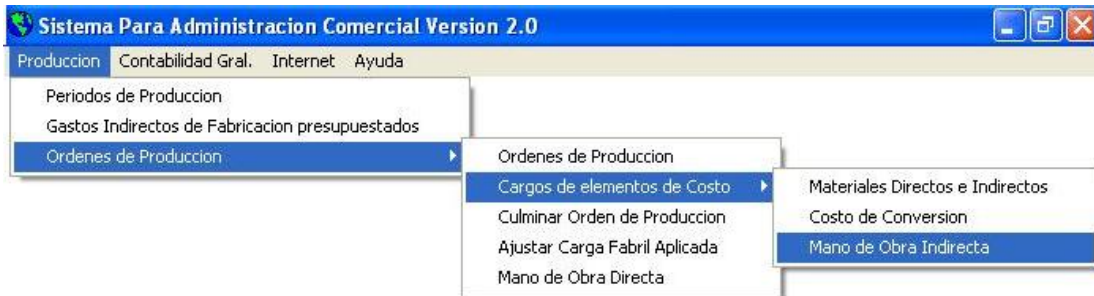 Sistema Para Administracion Comercial Version 2.0
Produccion Contabilidad Gral. Internet Ayuda
Periodos de Produccion
Gastos Indirectos de Fabricacion presupuestados
Ordenes de Produccion
Ordenes de Produccion
Cargos de elementos de Costo
Culminar Orden de Produccion
Ajustar Carga Fabril Aplicada
Mano de Obra Directa
Materiales Directos e Indirectos
Costo de Conversion
Mano de Obra Indirecta